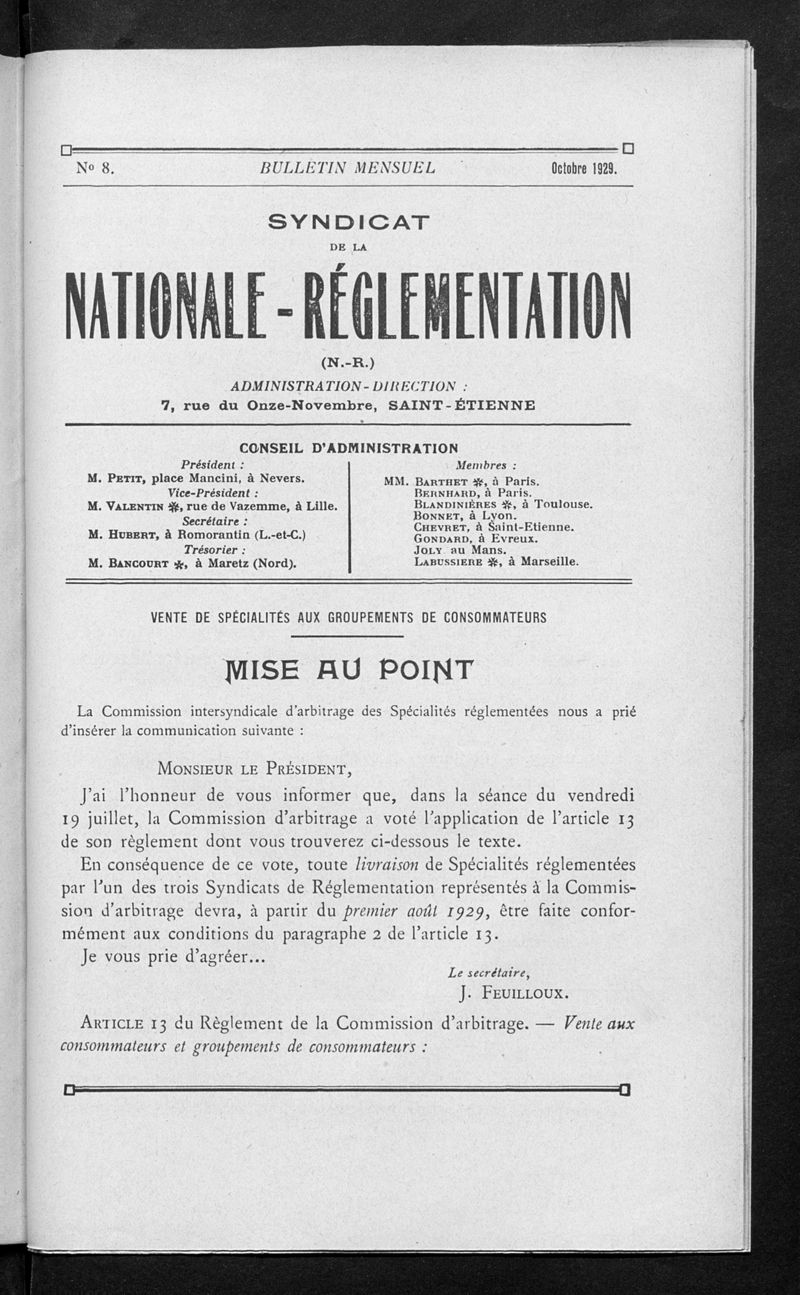 No 8.
BULLETIN MENSUEL
Octobre 1929.
SYNDICAT
DE LA
NATIONALE-RÉGLEMENTATION
(N.-R.)
ADMINISTRATION-DIRECTION :
7, rue du Onze-Novembre, SAINT-ÉTIENNE
CONSEIL D'ADMINISTRATION
Président :
M. PETIT, place Mancini, à Nevers.
Vice-Président :
M. VALENTIN ✻, rue de Vazemme, à Lille.
Secrétaire :
M. HUBERT, à Romorantin (L.-et-C.)
Trésorier :
M. BANCOURT ✻, à Maretz (Nord).
Membres :
MM. BARTHET ✻, à Paris.
BERNHARD, à Paris.
BLANDINIÈRES ✻, à Toulouse.
BONNET, à Lyon.
CHEVRET, à Saint-Etienne.
GONDARD, à Evreux.
JOLY au Mans.
LABUSSIERE ✻, à Marseille.
VENTE DE SPÉCIALITÉS AUX GROUPEMENTS DE CONSOMMATEURS
MISE AU POINT
La Commission intersyndicale d'arbitrage des Spécialités réglementées nous a prié
d'insérer la communication suivante :
MONSIEUR LE PRÉSIDENT,
J'ai l'honneur de vous informer que, dans la séance du vendredi
19 juillet, la Commission d'arbitrage a voté l'application de l'article 13
de son règlement dont vous trouverez ci-dessous le texte.
En conséquence de ce vote, toute livraison de Spécialités réglementées
par l'un des trois Syndicats de Réglementation représentés à la Commis-
sion d'arbitrage devra, à partir du premier août 1929, être faite confor-
mément aux conditions du paragraphe 2 de l'article 13.
Je vous prie d'agréer...
Le secrétaire,
J. FEUILLOUX.
ARTICLE 13 du Règlement de la Commission d'arbitrage. — Vente aux
consommateurs et groupements de consommateurs :